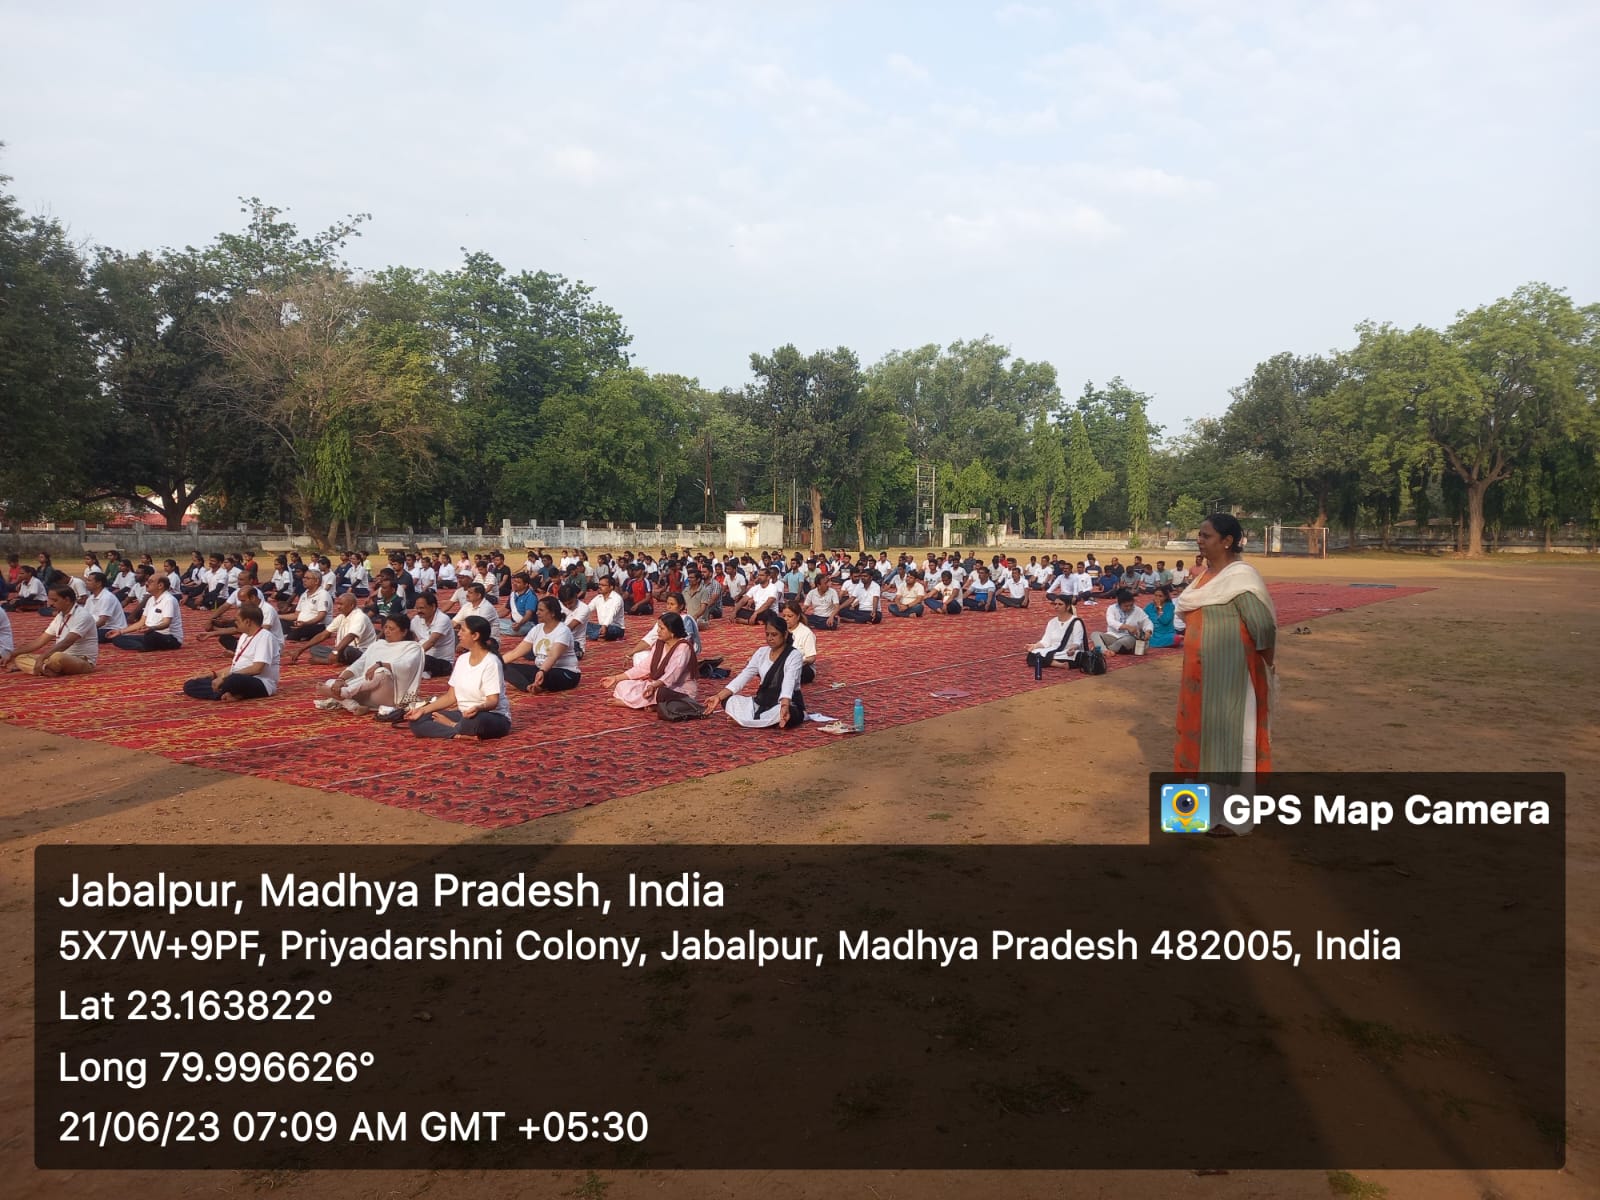 GPS Map Camera
Jabalpur, Madhya Pradesh, India
5X7W+9PF, Priyadarshni Colony, Jabalpur, Madhya Pradesh 482005, India
Lat 23.163822°
Long 79.996626°
21/06/23 07:09 AM GMT +05:30